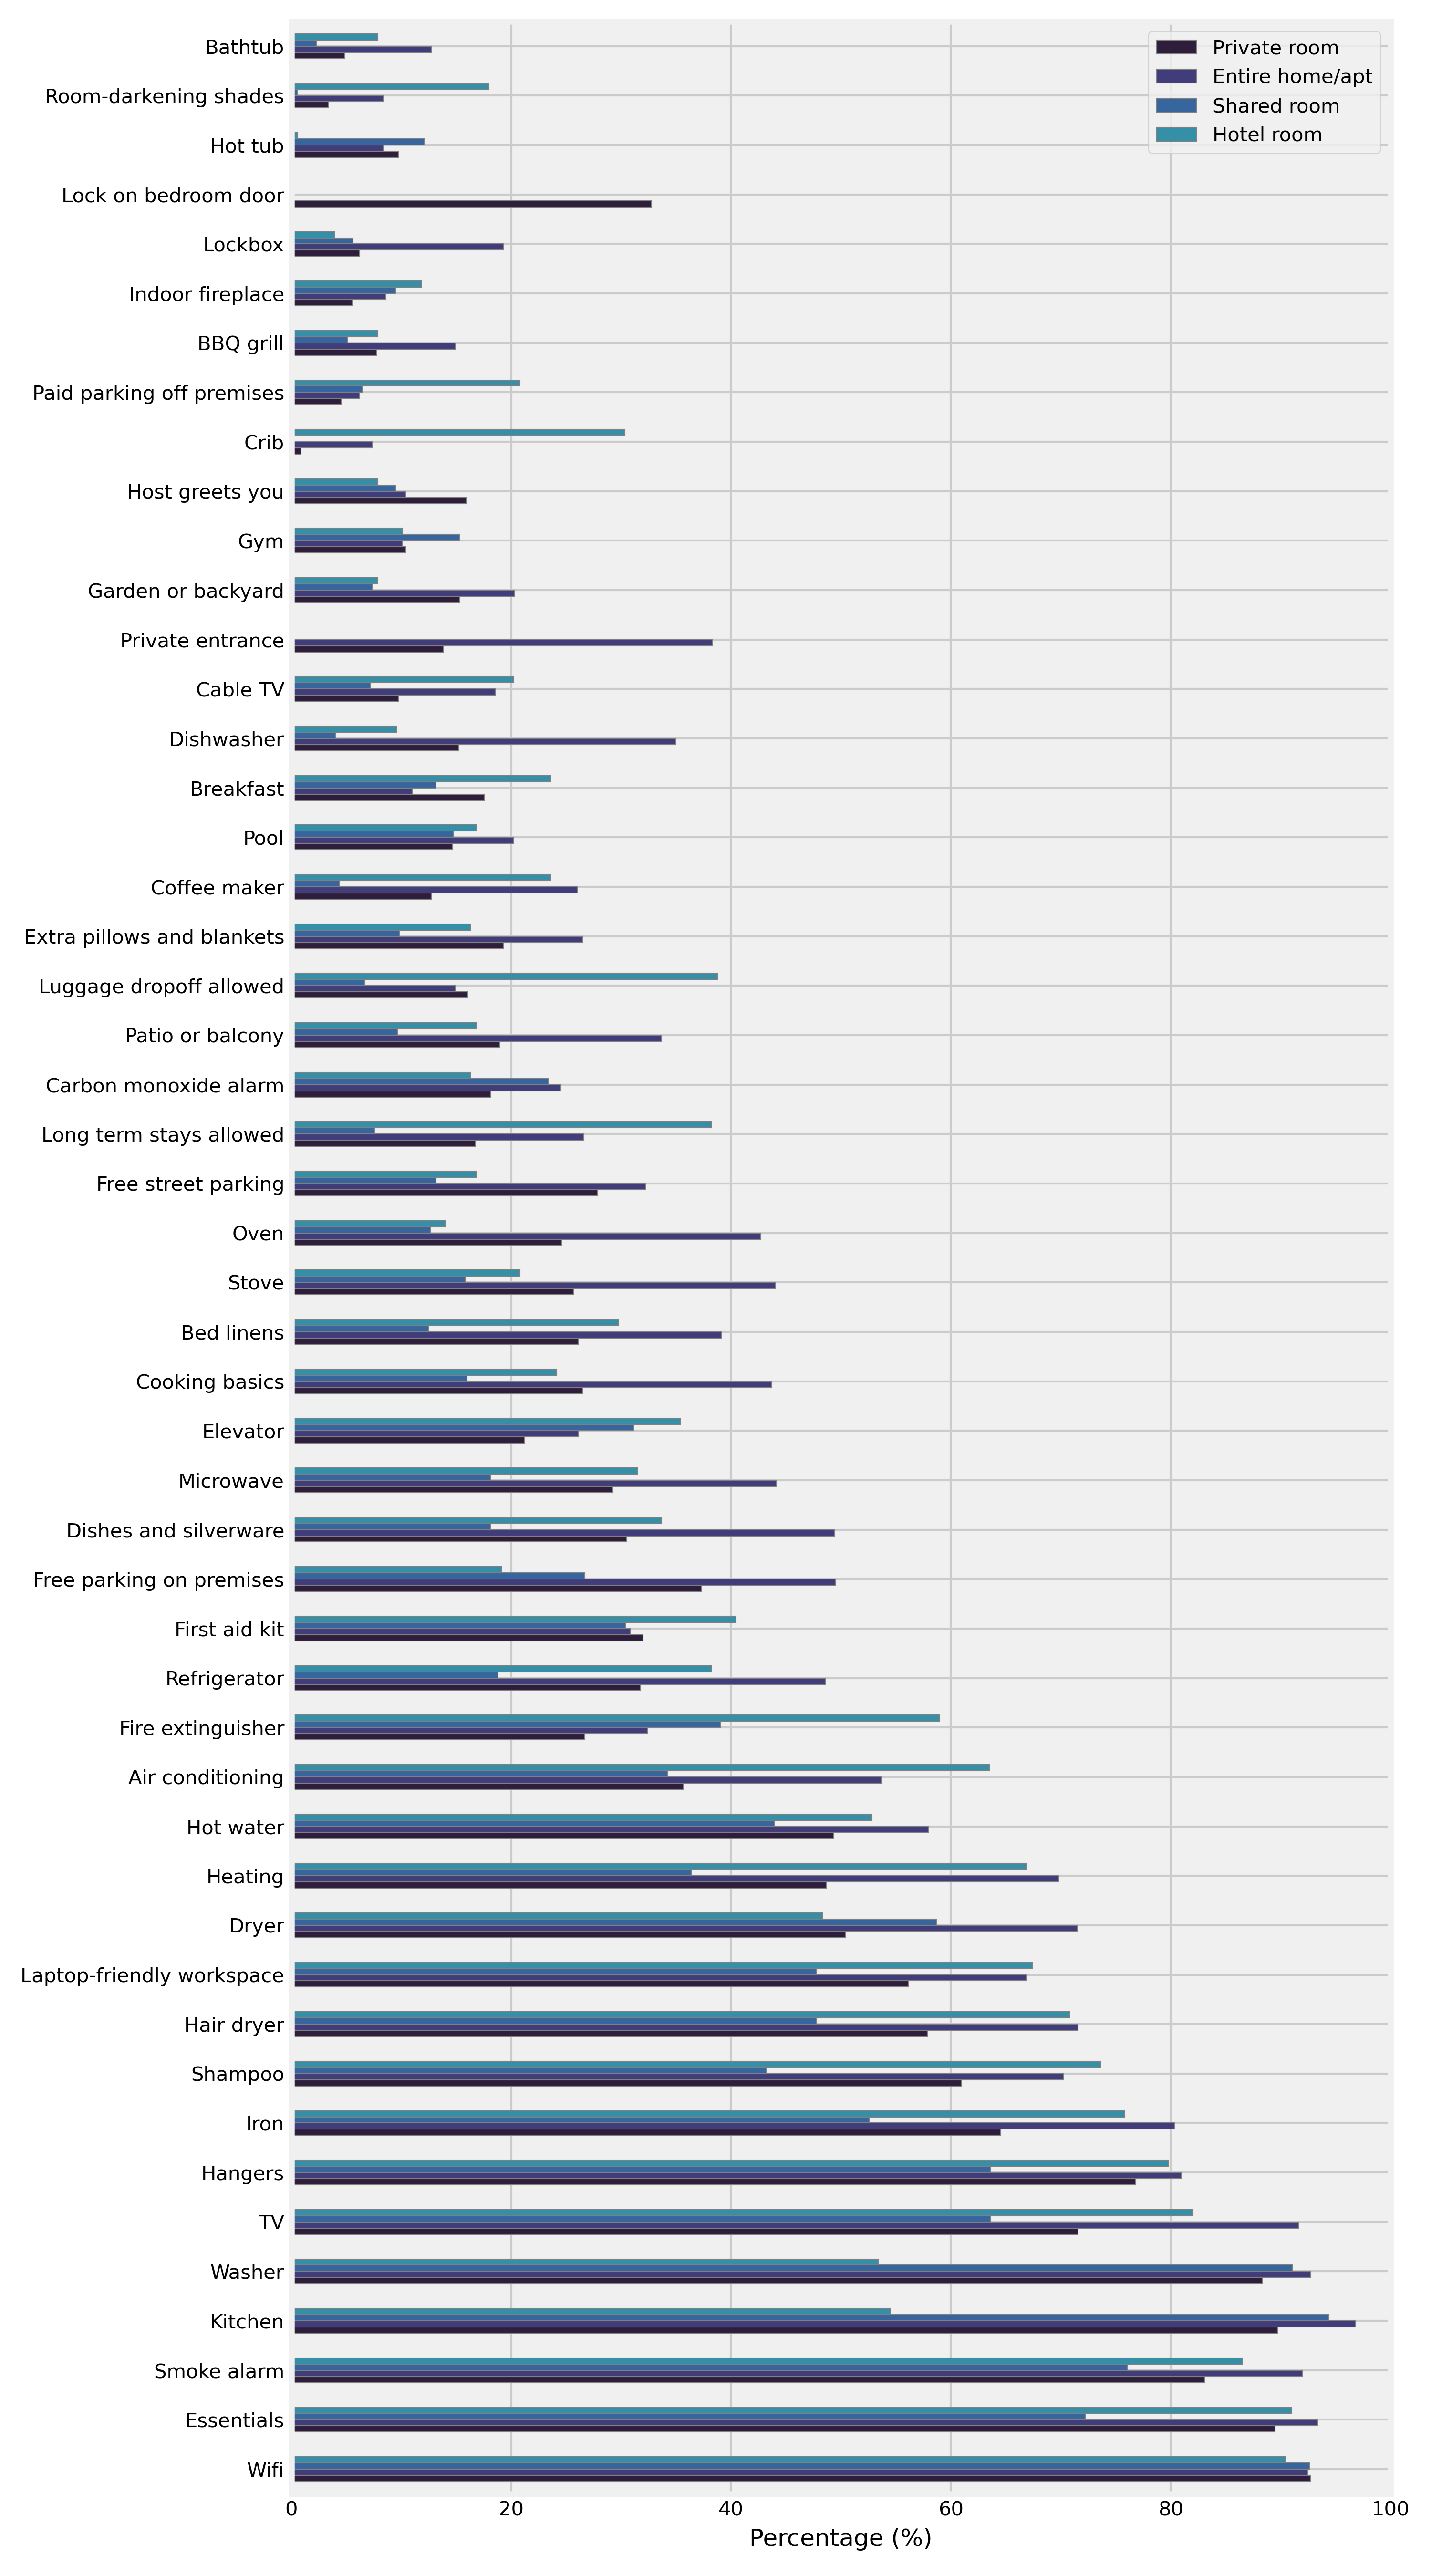 Bathtub
Room-darkening shades
Hot tub
Lock on bedroom door
Lockbox
Indoor fireplace
BBQ grill
Paid parking off premises
Crib
Host greets you
Gym
Garden or backyard
Private entrance
Cable TV
Dishwasher
Breakfast
Pool
Coffee maker
Extra pillows and blankets
Luggage dropoff allowed
Patio or balcony
Carbon monoxide alarm
Long term stays allowed
Free street parking
Oven
Stove
Bed linens
Cooking basics
Elevator
Microwave
Dishes and silverware
Free parking on premises
First aid kit
Refrigerator
Fire extinguisher
Air conditioning
Hot water
Heating
Dryer
Laptop-friendly workspace
Hair dryer
Shampoo
Iron
Hangers
TV
Washer
Kitchen
Smoke alarm
Essentials
Wifi
Private room
Entire home/apt
Shared room
Hotel room
0 20 40 60 80 100
Percentage (%)